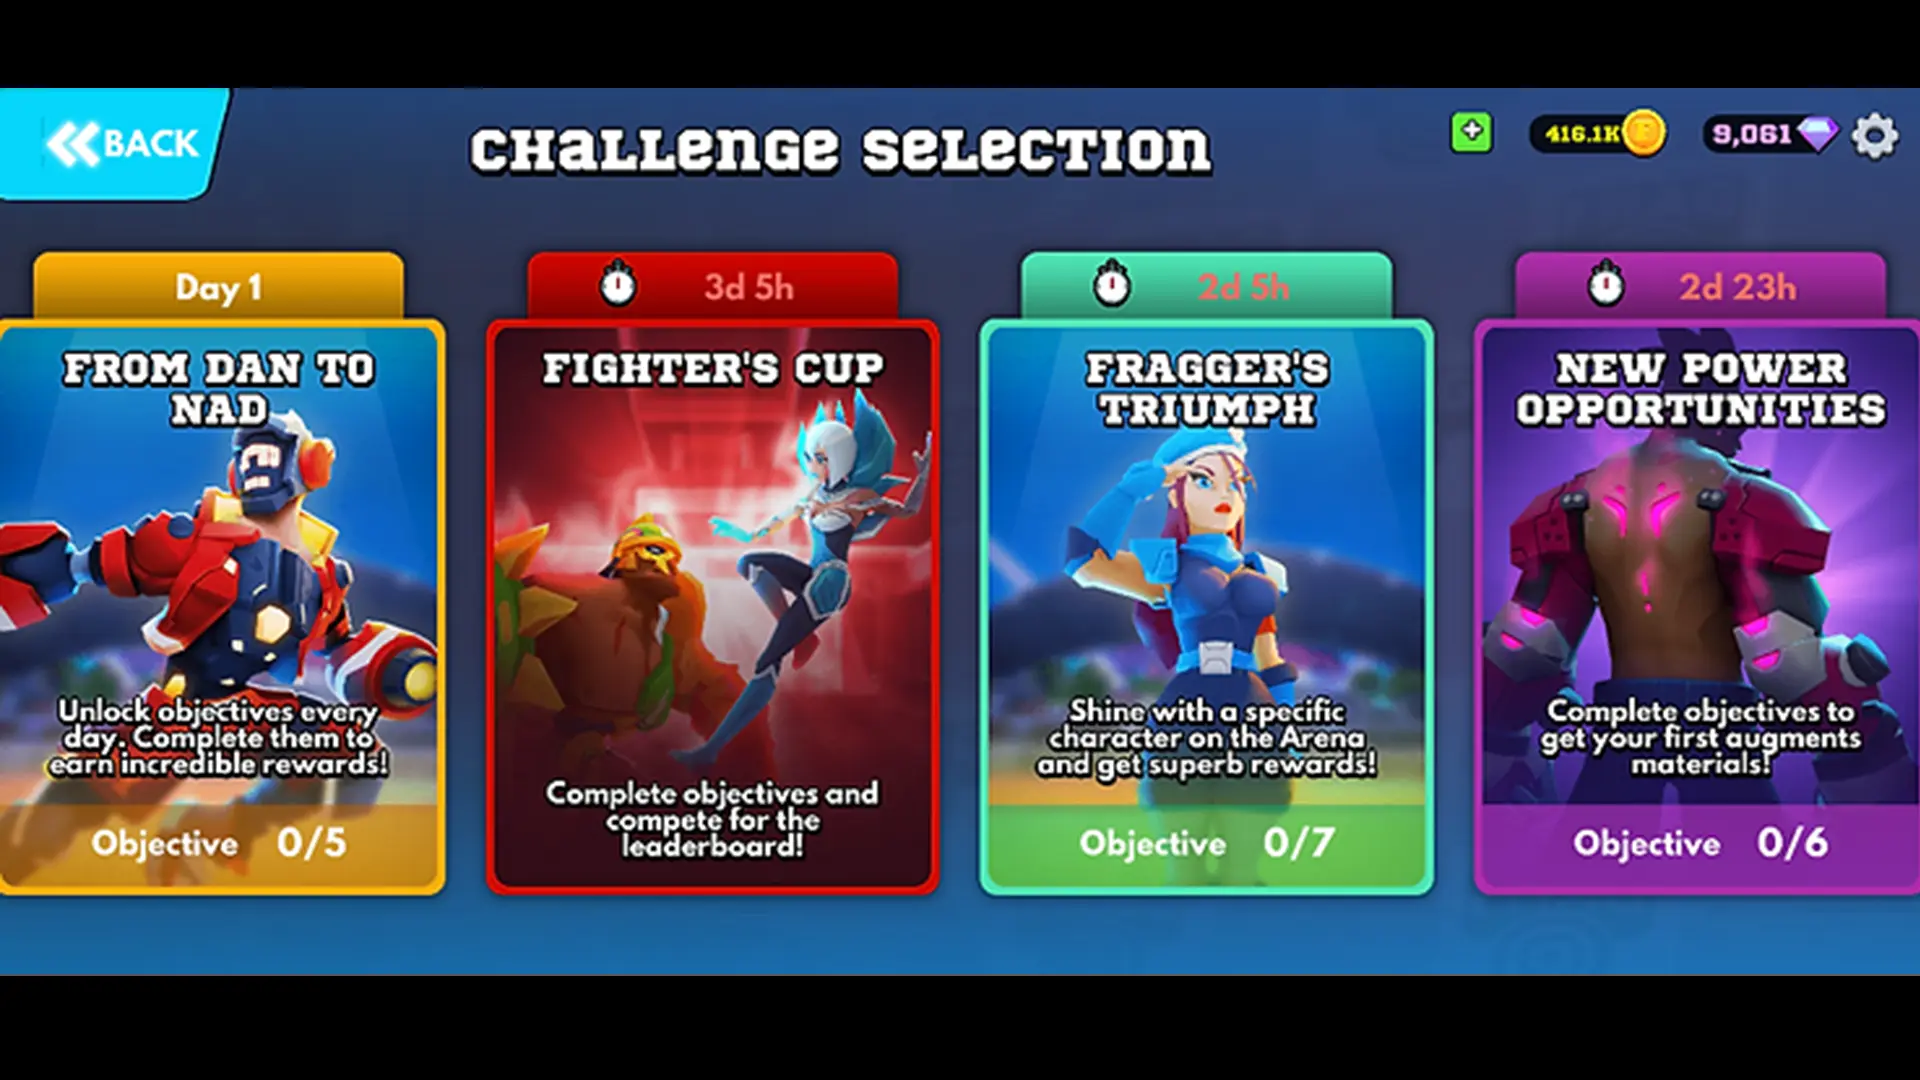 BACK
CHALLENGE SELECTION
416.1K
9,061
Day 1
FROM DAN TO
NAD
Unlock objectives every
day. Complete them to
earn incredible rewards!
Objective 0/5
3d 5h
FIGHTER'S CUP
Complete objectives and
compete for the
leaderboard!
2d 5h
FRAGGER'S
TRIUMPH
Shine with a specific
character on the Arena
and get superb rewards!
Objective 0/7
2d 23h
NEW POWER
OPPORTUNITIES
Complete objectives to
get your first augments
materials!
Objective 0/6